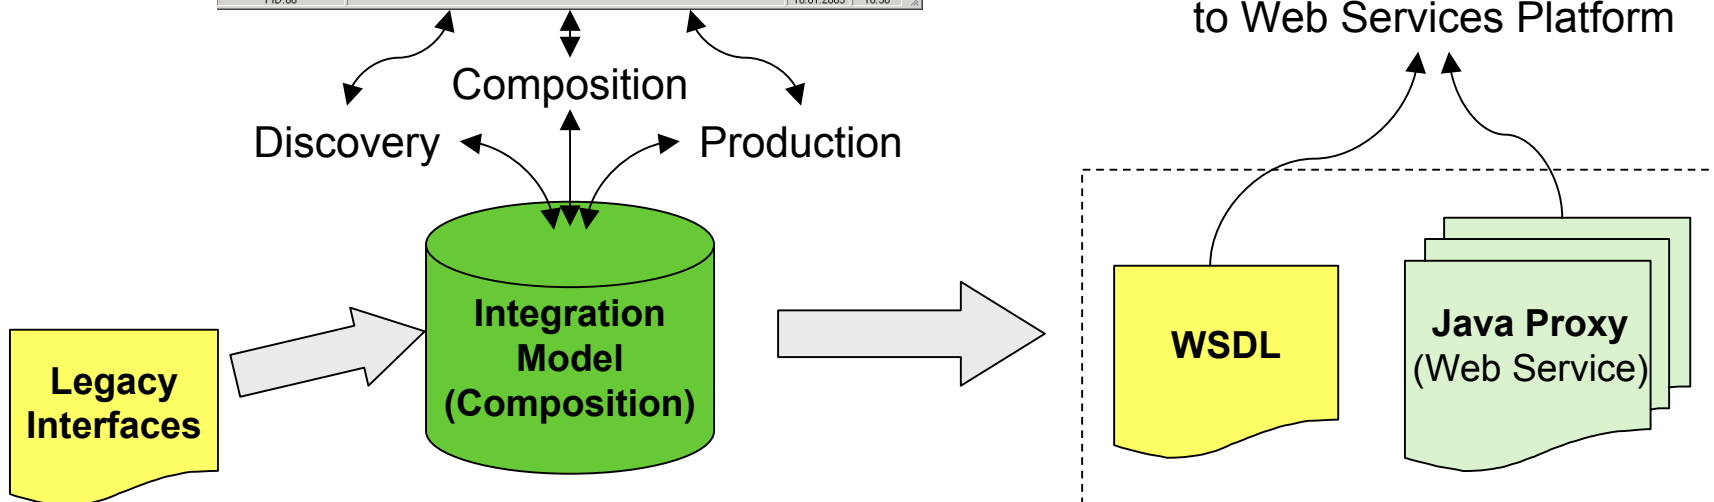 to Web Services Platform
Composition
Discovery
Production
Integration
Model
(Composition)
Legacy
Interfaces
WSDL
Java Proxy
(Web Service)